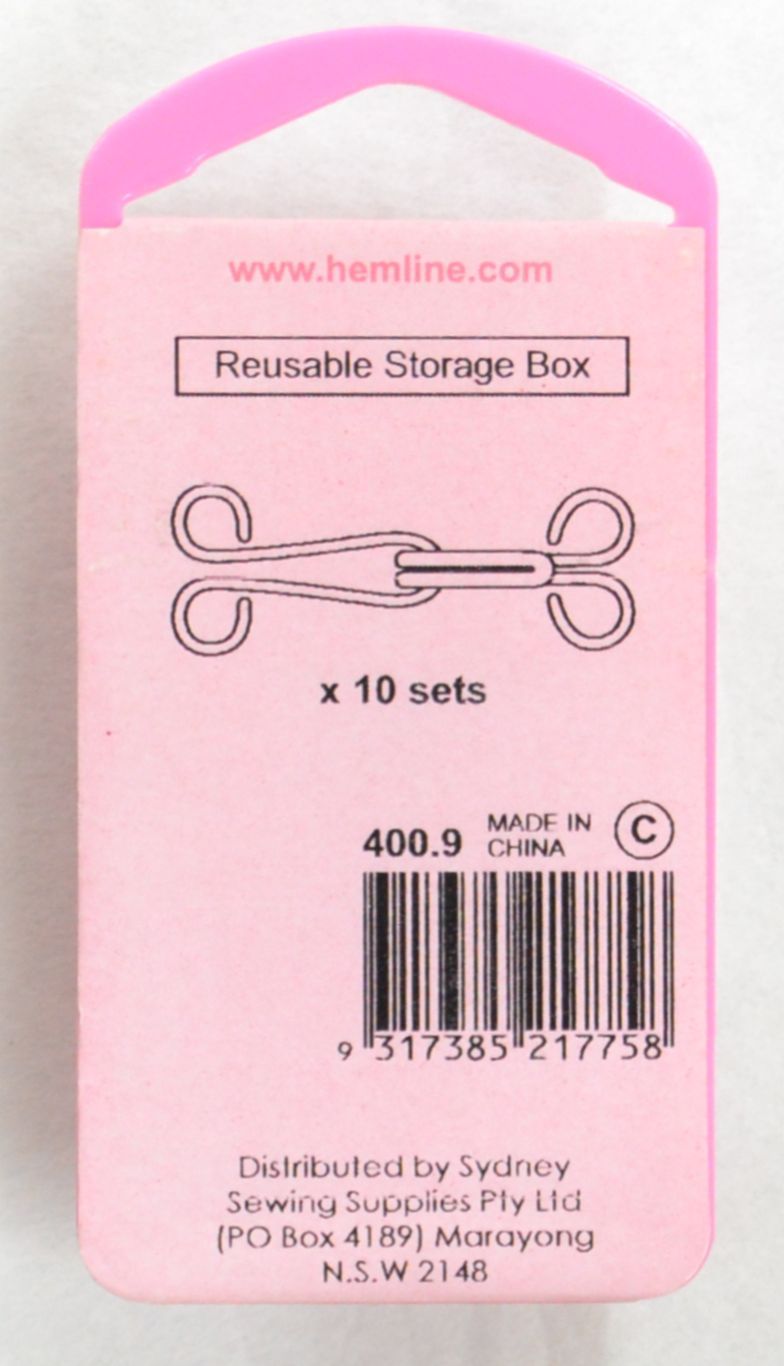 www.hemline.com
Reusable Storage Box
x 10 sets
400.9 MADE IN CHINA C
9 317385 217758
Distributed by Sydney
Sewing Supplies Pty Ltd
(PO Box 4189) Marayong
N.S.W 2148